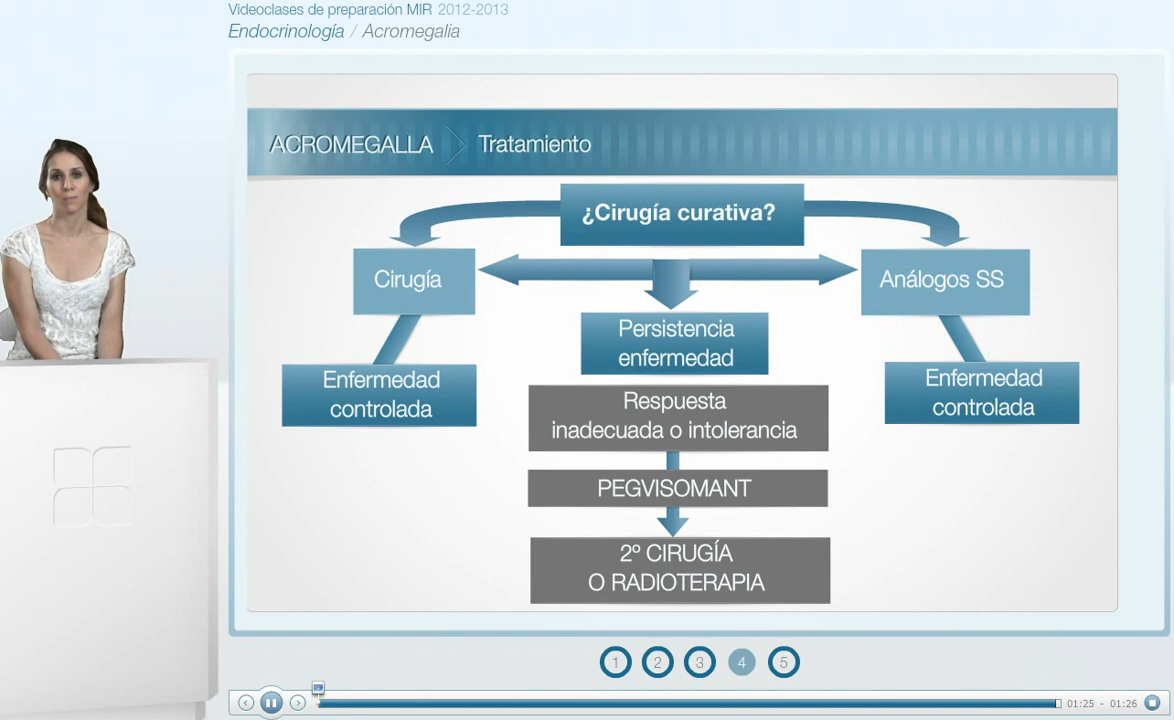 Videoclases de preparación MIR 2012-2013
Endocrinología / Acromegalia
ACROMEGALLA Tratamiento
¿Cirugía curativa?
Cirugía
Análogos SS
Persistencia
enfermedad
Enfermedad
controlada
Enfermedad
controlada
Respuesta
inadecuada o intolerancia
PEGVISOMANT
2º CIRUGÍA
O RADIOTERAPIA
1 2 3 4 5
01:25 - 01:26